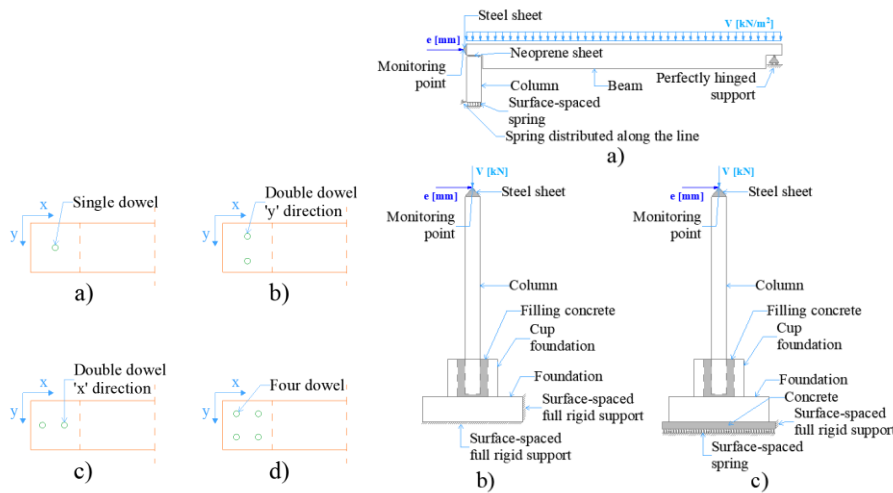 Steel sheet
V [kN/m²]
e [mm]
Neoprene sheet
Monitoring
point
Column
Beam
Perfectly hinged
support
Surface-spaced
spring
Spring distributed along the line
a)
x
y
Single dowel
a)
x
y
Double dowel
'y' direction
b)
x
y
Double dowel
'x' direction
c)
x
y
Four dowel
d)
V [kN]
e [mm]
Steel sheet
Monitoring
point
Column
Filling concrete
Cup
foundation
Foundation
Surface-spaced
full rigid support
Surface-spaced
full rigid support
b)
V [kN]
e [mm]
Steel sheet
Monitoring
point
Column
Filling concrete
Cup
foundation
Foundation
Concrete
Surface-spaced
full rigid support
Surface-spaced
spring
c)